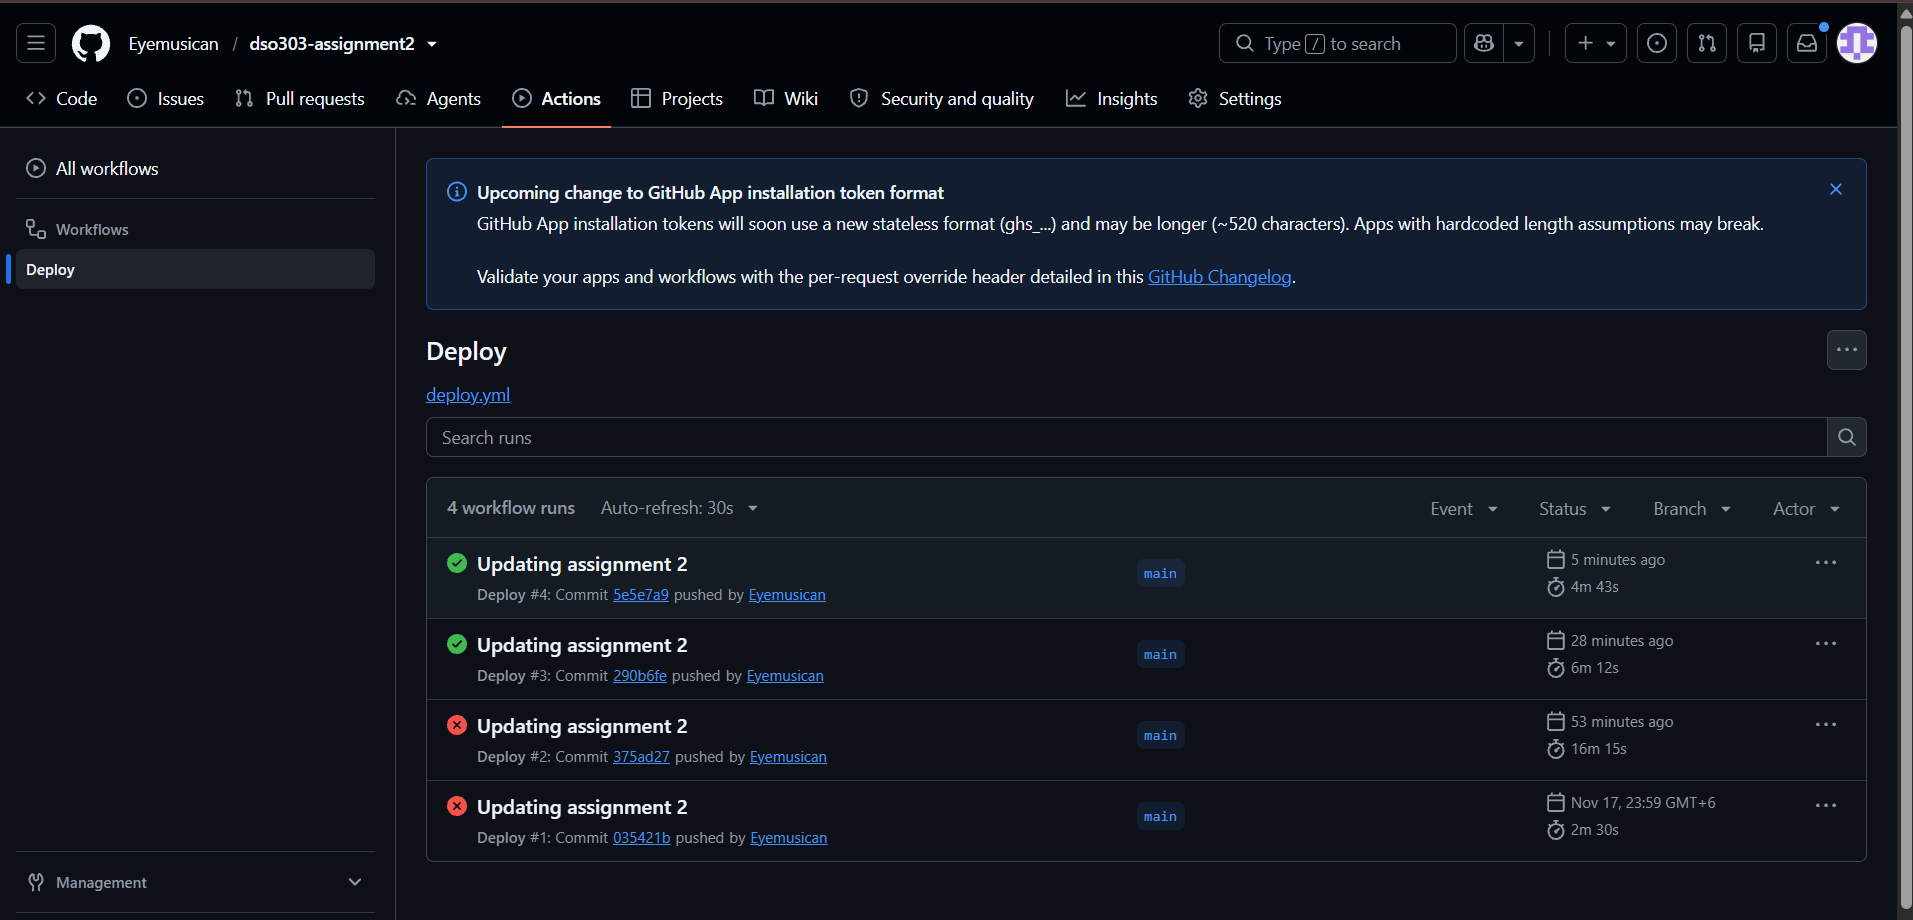 Eyemusican / dso303-assignment2
Type / to search
Code
Issues
Pull requests
Agents
Actions
Projects
Wiki
Security and quality
Insights
Settings
All workflows
Workflows
Deploy
Management
Upcoming change to GitHub App installation token format
GitHub App installation tokens will soon use a new stateless format (ghs_...) and may be longer (~520 characters). Apps with hardcoded length assumptions may break.
Validate your apps and workflows with the per-request override header detailed in this GitHub Changelog.
Deploy
deploy.yml
Search runs
4 workflow runs
Auto-refresh: 30s
Event
Status
Branch
Actor
Updating assignment 2
Deploy #4: Commit 5e5e7a9 pushed by Eyemusican
main
5 minutes ago
4m 43s
Updating assignment 2
Deploy #3: Commit 290b6fe pushed by Eyemusican
main
28 minutes ago
6m 12s
Updating assignment 2
Deploy #2: Commit 375ad27 pushed by Eyemusican
main
53 minutes ago
16m 15s
Updating assignment 2
Deploy #1: Commit 035421b pushed by Eyemusican
main
Nov 17, 23:59 GMT+6
2m 30s